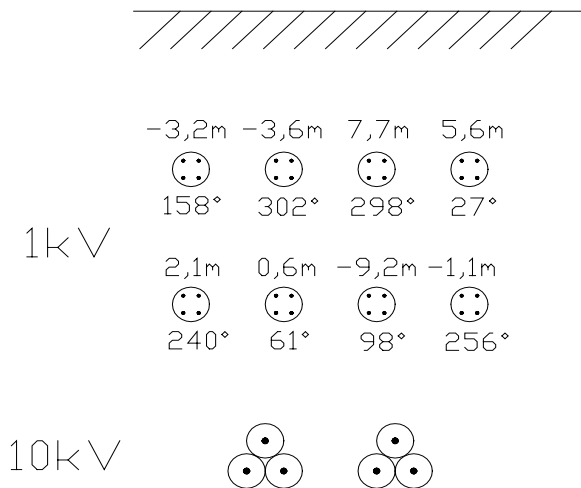 -3,2m -3,6m 7,7m 5,6m
158° 302° 298° 27°
1kV
2,1m 0,6m -9,2m -1,1m
240° 61° 98° 256°
10kV